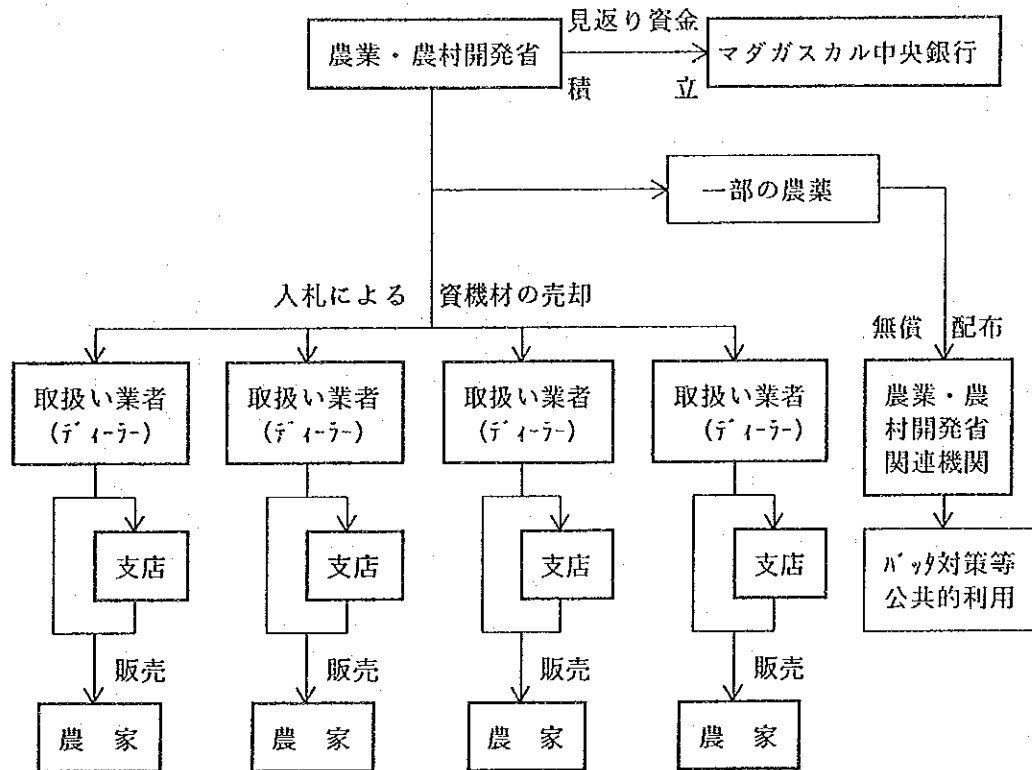 見返り資金
農業・農村開発省
マダガスカル中央銀行
積 立
一部の農薬
入札による 資機材の売却
無償 配布
取扱い業者
(ディーラー)
取扱い業者
(ディーラー)
取扱い業者
(ディーラー)
取扱い業者
(ディーラー)
農業・農
村開発省
関連機関
支店
支店
支店
支店
バッタ対策等
公共的利用
販売
販売
販売
販売
農 家
農 家
農 家
農 家